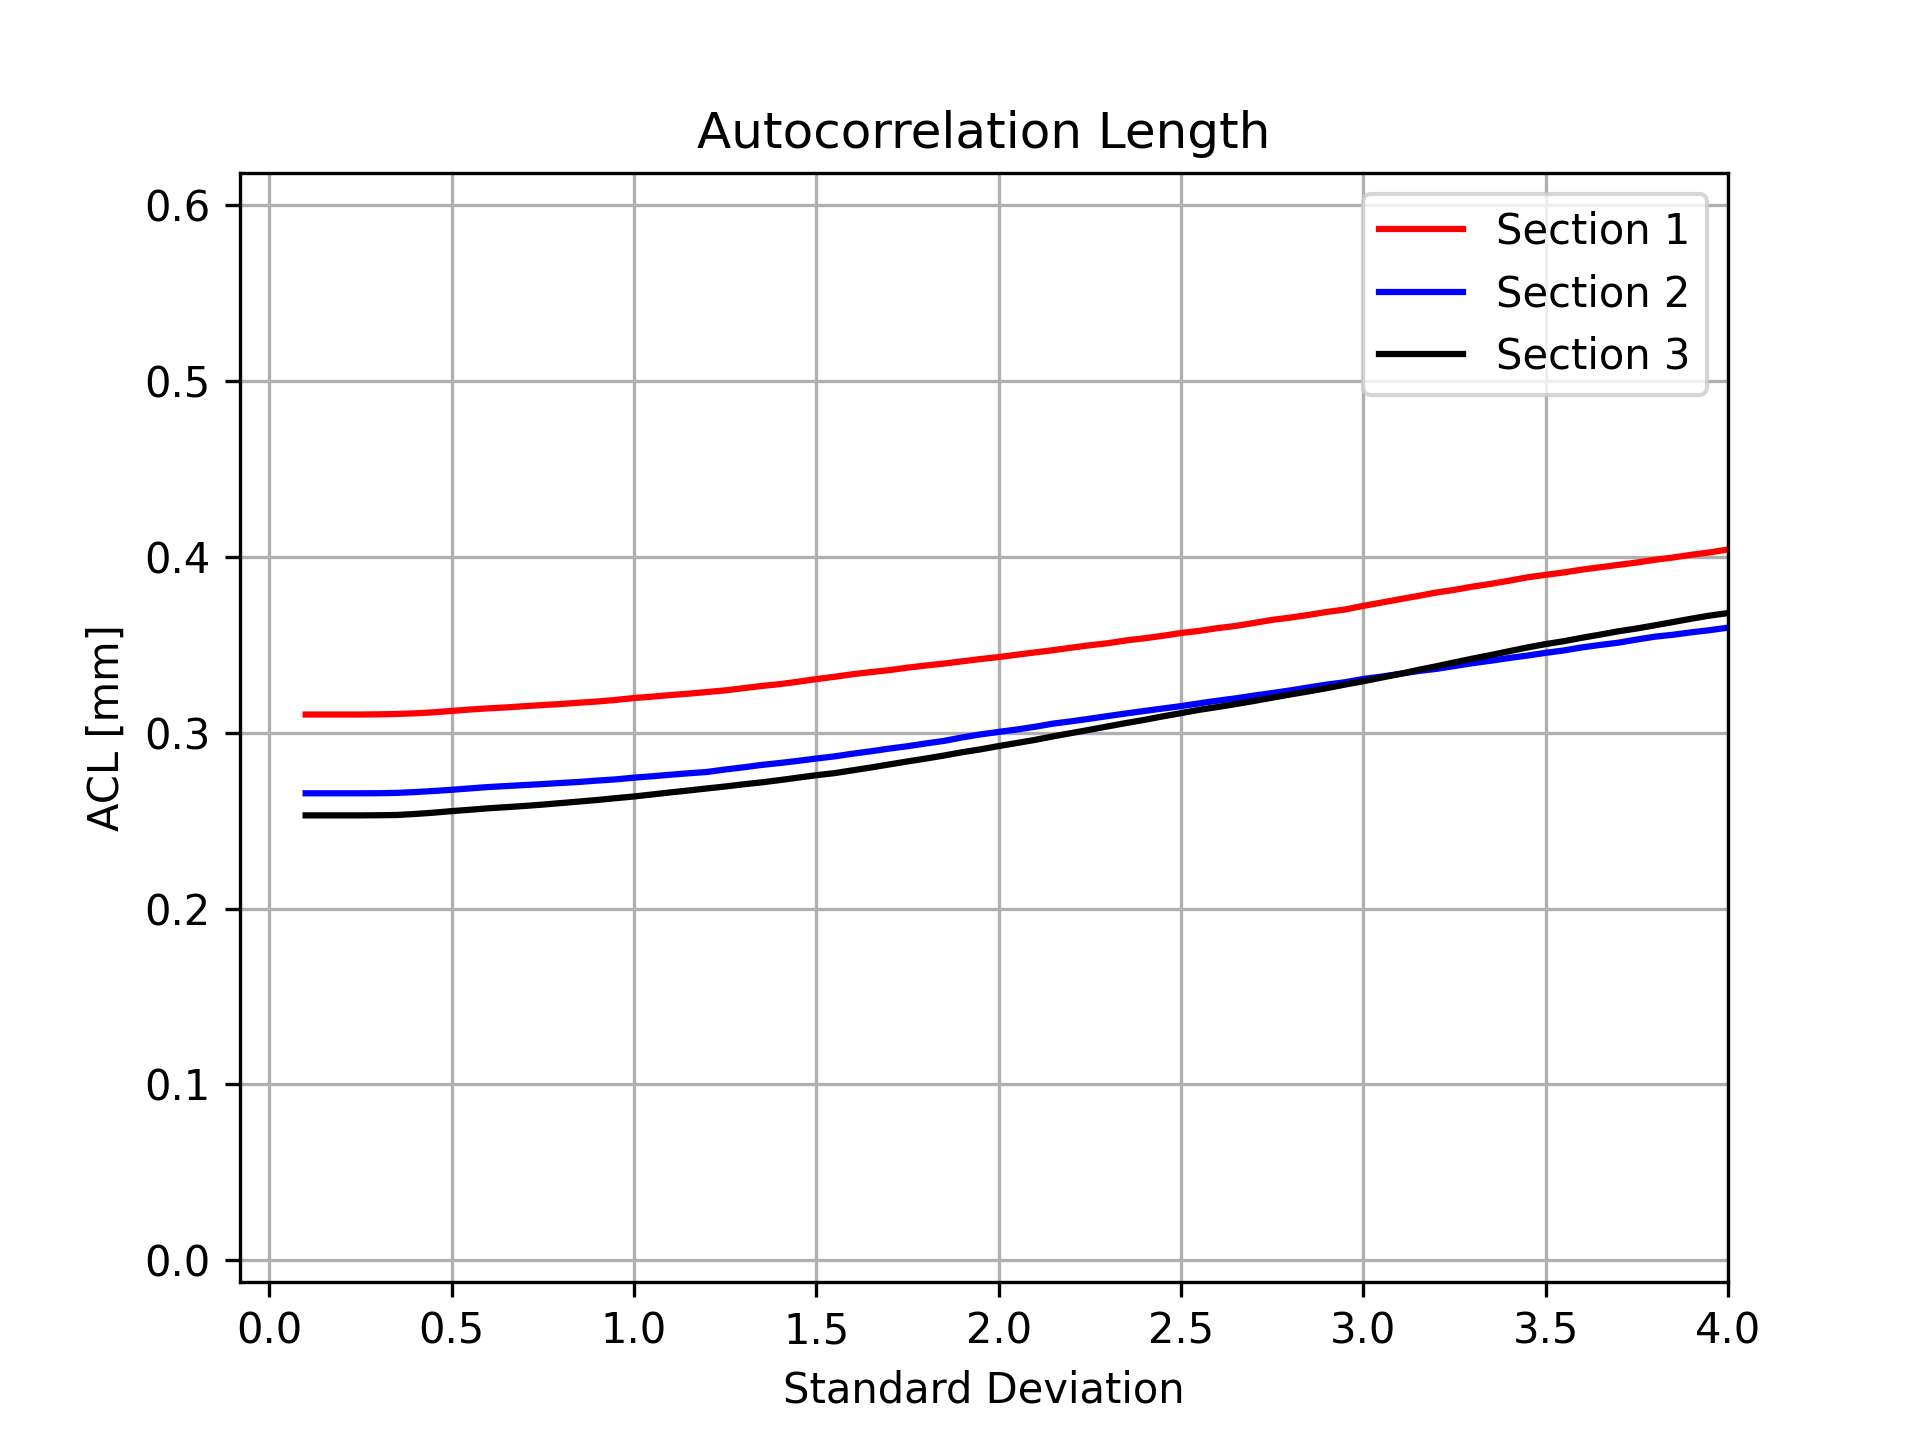 Autocorrelation Length
0.6
0.5
0.4
0.3
0.2
0.1
0.0
ACL [mm]
Section 1
Section 2
Section 3
0.0 0.5 1.0 1.5 2.0 2.5 3.0 3.5 4.0
Standard Deviation